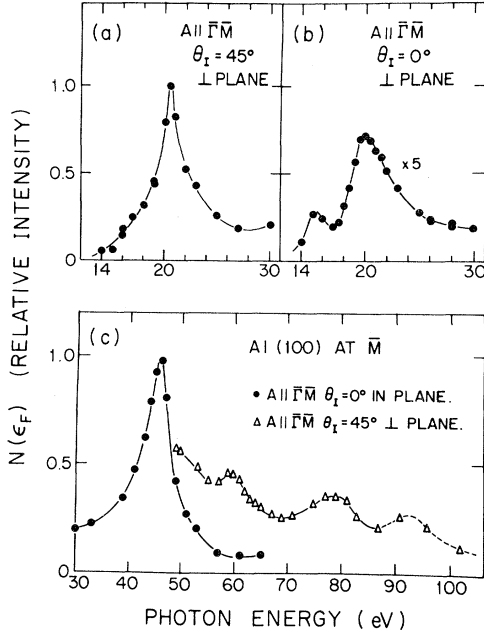 (a) A || Γ̄M̄
θI = 45°
⊥ PLANE
(b) A || Γ̄M̄
θI = 0°
⊥ PLANE
x5
1.0
0.5
0
14 20 30
14 20 30
N(ϵF) (RELATIVE INTENSITY)
(c) Al (100) AT M̄
● A || Γ̄M̄ θI = 0° IN PLANE.
△ A || Γ̄M̄ θI = 45° ⊥ PLANE.
1.0
0.5
0
30 40 50 60 70 80 90 100
PHOTON ENERGY (eV)